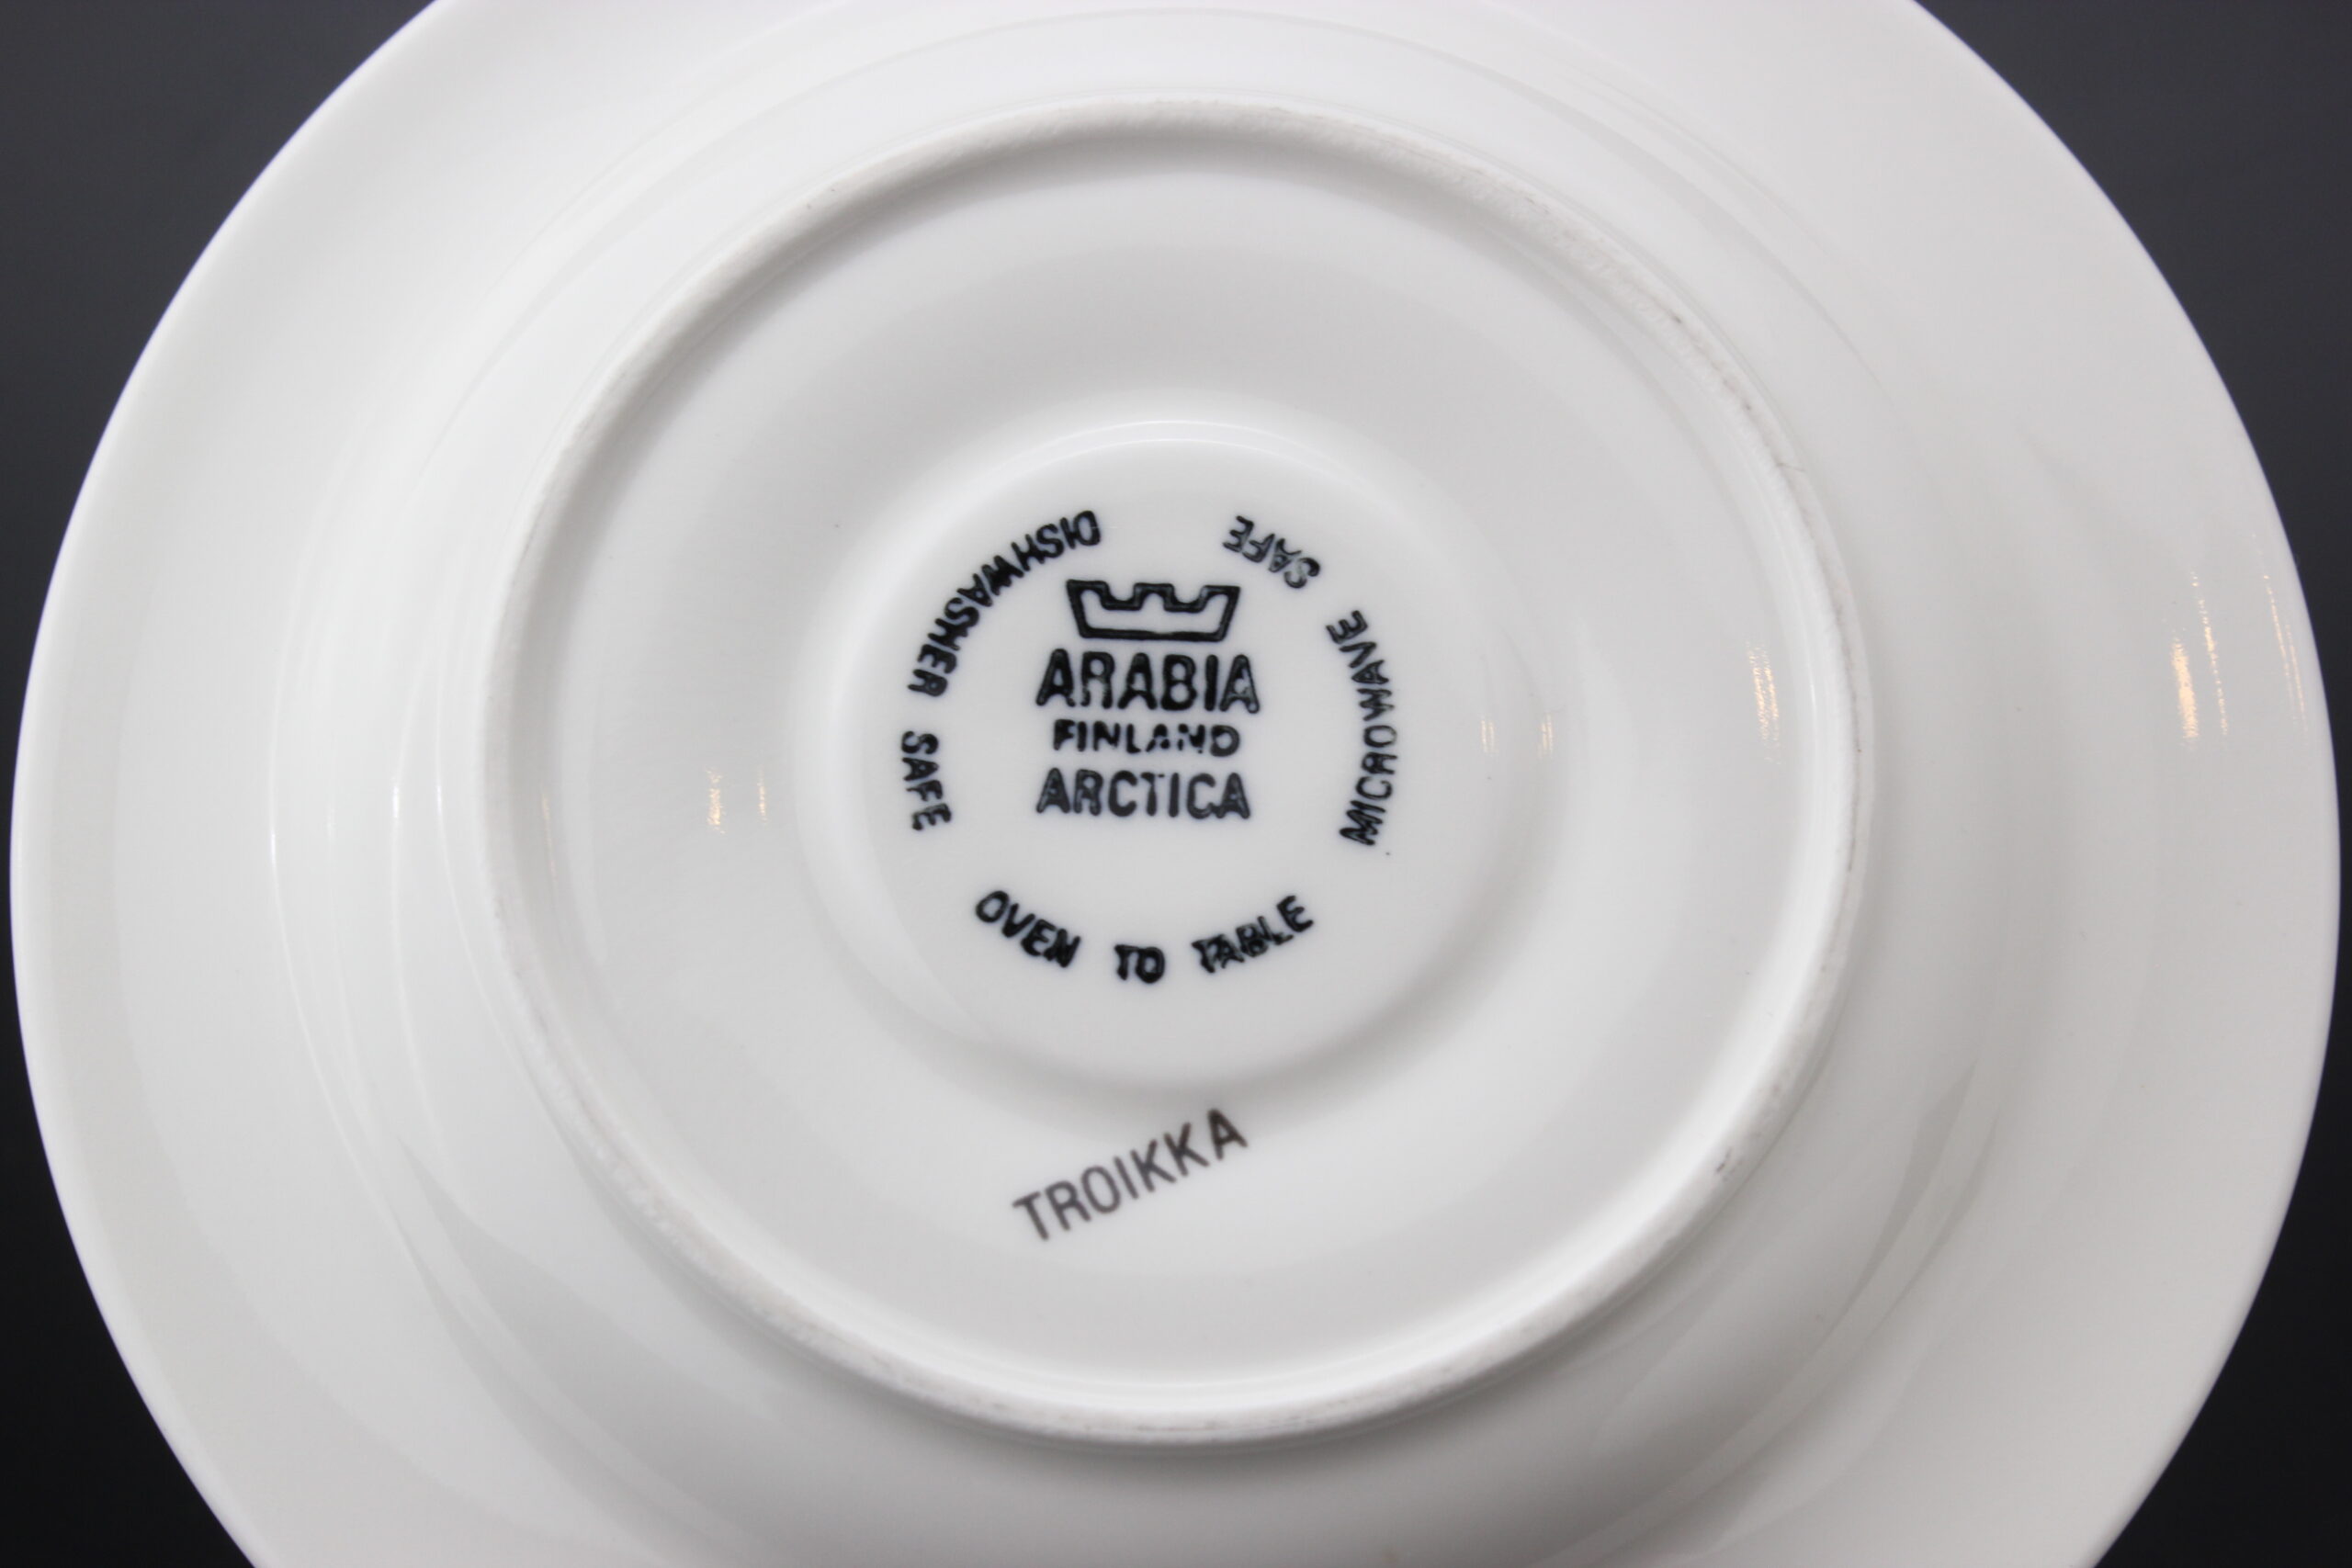 ARABIA
FINLAND
ARCTICA
DISHWASHER SAFE
OVEN TO TABLE
MICROWAVE SAFE
TROIKKA